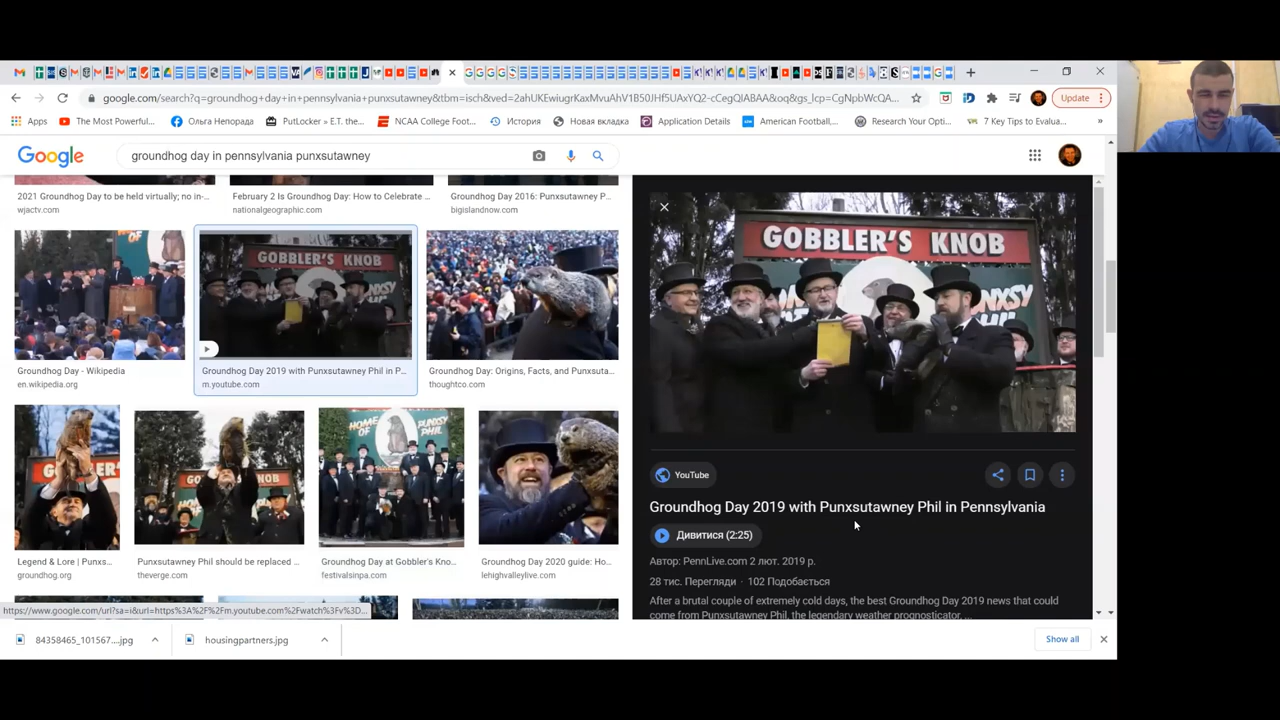 google.com/search?q=groundhog+day+in+pennsylvania+punxsutawney&tbm=isch&ved=2ahUKEwiugrKaxMvuAhV1B50JHf5UAxYQ2-cCegQIABAA&oq&gs_lcp=CgNpbWcQA...
Update
Apps
The Most Powerful...
Ольга Непорада
PutLocker » E.T. the...
NCAA College Foot...
История
Новая вкладка
Application Details
American Football,...
Research Your Opti...
7 Key Tips to Evalua...
Google
groundhog day in pennsylvania punxsutawney
2021 Groundhog Day to be held virtually; no in-...
wjactv.com
February 2 Is Groundhog Day: How to Celebrate ...
nationalgeographic.com
Groundhog Day 2016: Punxsutawney P...
bigislandnow.com
GOBBLER'S KNOB
Groundhog Day - Wikipedia
en.wikipedia.org
Groundhog Day 2019 with Punxsutawney Phil in P...
m.youtube.com
Groundhog Day: Origins, Facts, and Punxsuta...
thoughtco.com
HOME OF PUNXSY PHIL
Legend & Lore | Punxs...
groundhog.org
Punxsutawney Phil should be replaced ...
theverge.com
Groundhog Day at Gobbler's Kno...
festivalsinpa.com
Groundhog Day 2020 guide: Ho...
lehighvalleylive.com
GOBBLER'S KNOB
PUNXSY
YouTube
Groundhog Day 2019 with Punxsutawney Phil in Pennsylvania
Дивитися (2:25)
Автор: PennLive.com 2 лют. 2019 р.
28 тис. Перегляди · 102 Подобається
After a brutal couple of extremely cold days, the best Groundhog Day 2019 news that could
come from Punxsutawney Phil, the legendary weather prognosticator, ...
https://www.google.com/url?sa=i&url=https%3A%2F%2Fm.youtube.com%2Fwatch%3Fv%3D...
84358465_101567....jpg
housingpartners.jpg
Show all